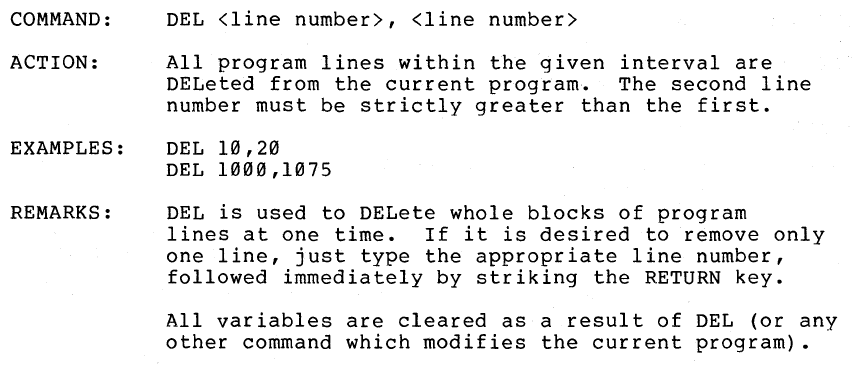 COMMAND: DEL <line number>, <line number>
ACTION: All program lines within the given interval are
DELeted from the current program. The second line
number must be strictly greater than the first.
EXAMPLES: DEL 10,20
DEL 1000,1075
REMARKS: DEL is used to DELete whole blocks of program
lines at one time. If it is desired to remove only
one line, just type the appropriate line number,
followed immediately by striking the RETURN key.
All variables are cleared as a result of DEL (or any
other command which modifies the current program).